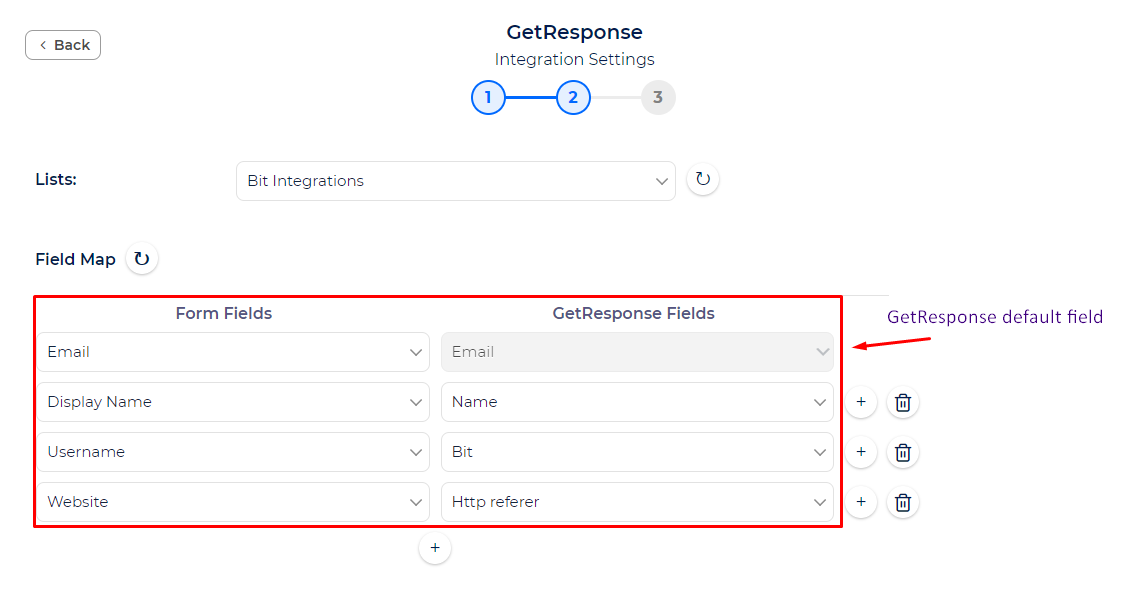 Back
GetResponse
Integration Settings
1 2 3
Lists:
Bit Integrations
Field Map
Form Fields GetResponse Fields
GetResponse default field
Email Email
Display Name Name
Username Bit
Website Http referer